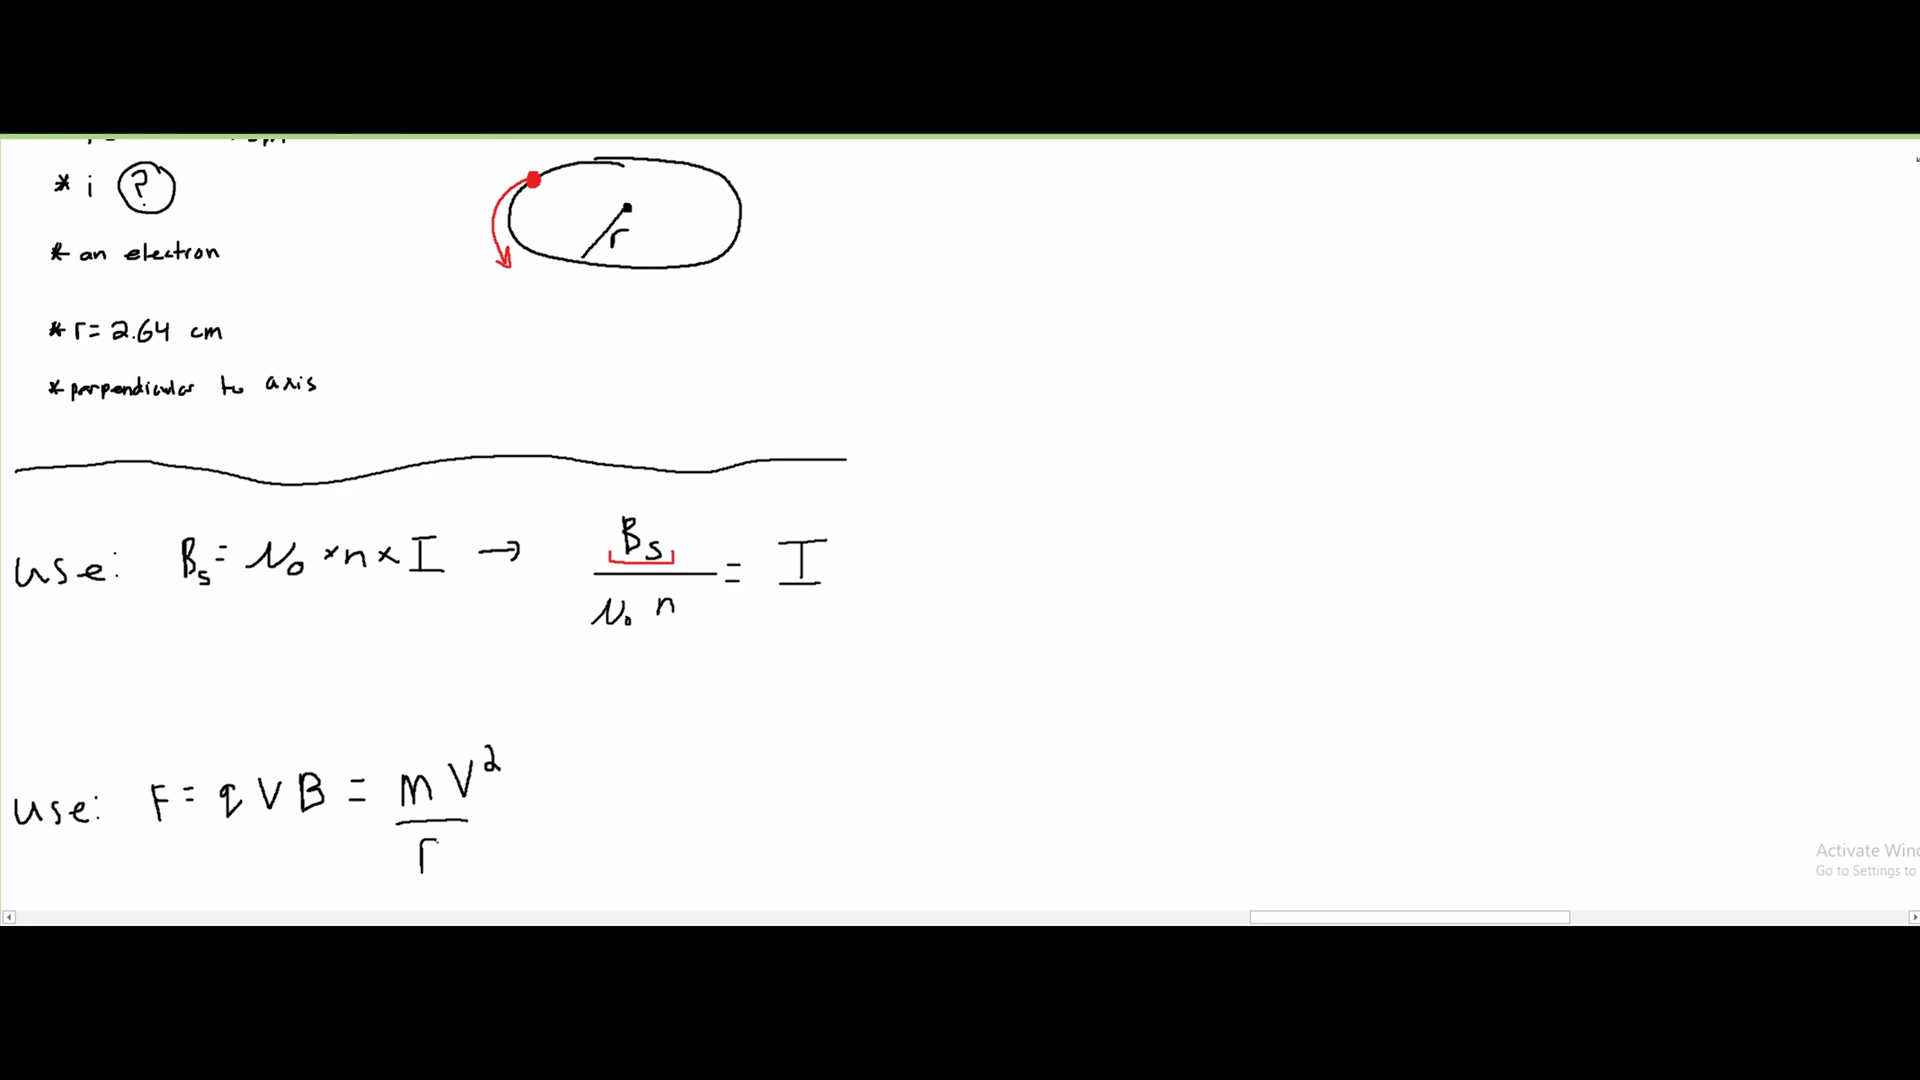 * i ?
* an electron
r
* r= 2.64 cm
* perpendicular to axis
use: Bs = μ₀ × n × I → Bs / μ₀ n = I
use: F = q V B = m V² / r
Activate Wind
Go to Settings to